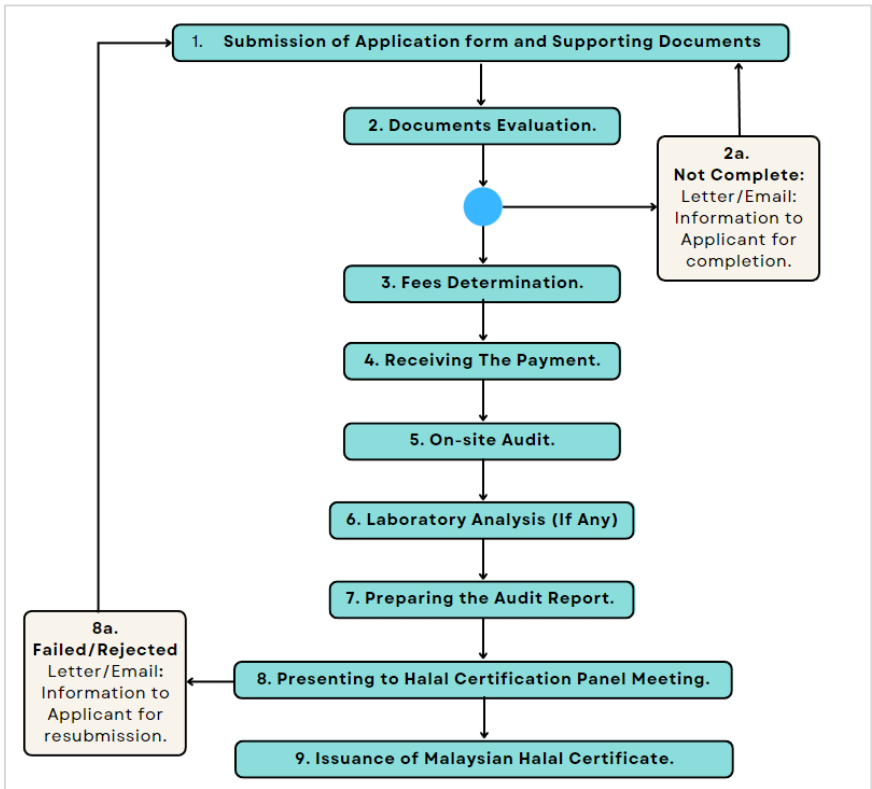 1. Submission of Application form and Supporting Documents
2. Documents Evaluation.
2a.
Not Complete:
Letter/Email:
Information to
Applicant for
completion.
3. Fees Determination.
4. Receiving The Payment.
5. On-site Audit.
6. Laboratory Analysis (If Any)
7. Preparing the Audit Report.
8a.
Failed/Rejected
Letter/Email:
Information to
Applicant for
resubmission.
8. Presenting to Halal Certification Panel Meeting.
9. Issuance of Malaysian Halal Certificate.